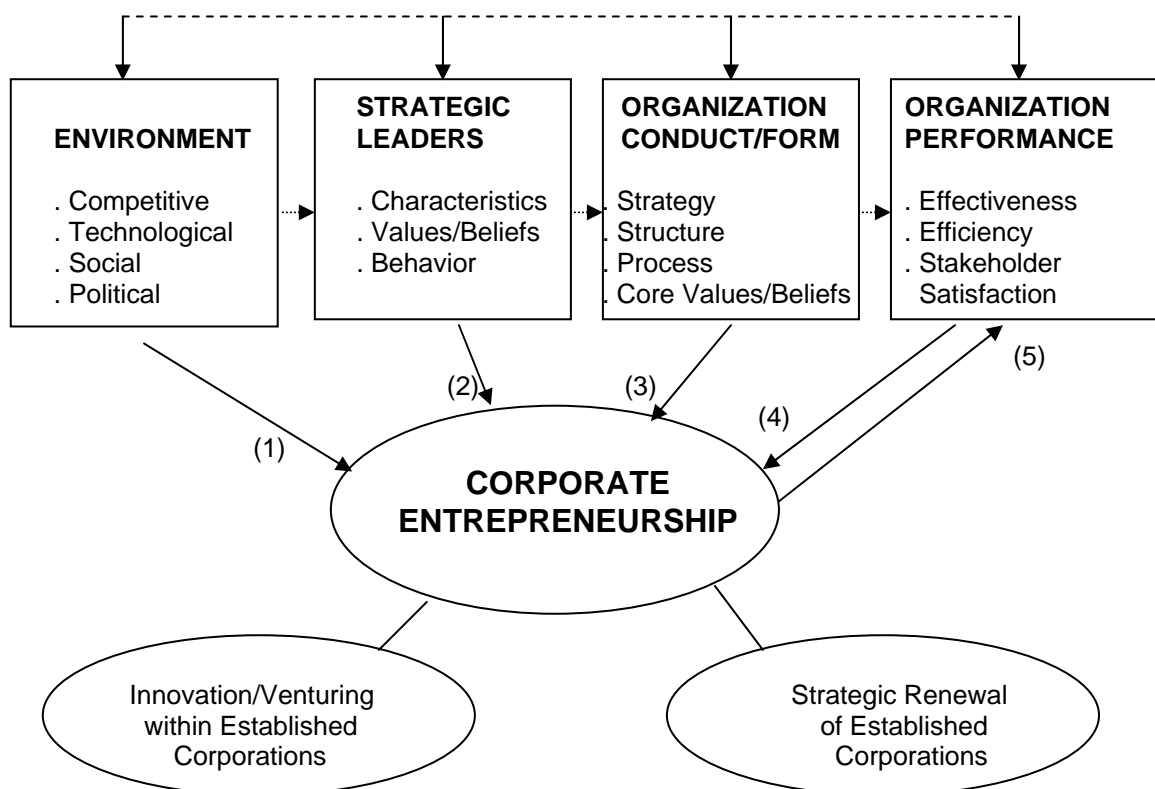 ENVIRONMENT
. Competitive
. Technological
. Social
. Political
STRATEGIC
LEADERS
. Characteristics
. Values/Beliefs
. Behavior
ORGANIZATION
CONDUCT/FORM
. Strategy
. Structure
. Process
. Core Values/Beliefs
ORGANIZATION
PERFORMANCE
. Effectiveness
. Efficiency
. Stakeholder
Satisfaction
(1)
(2)
(3)
(4)
(5)
CORPORATE
ENTREPRENEURSHIP
Innovation/Venturing
within Established
Corporations
Strategic Renewal
of Established
Corporations